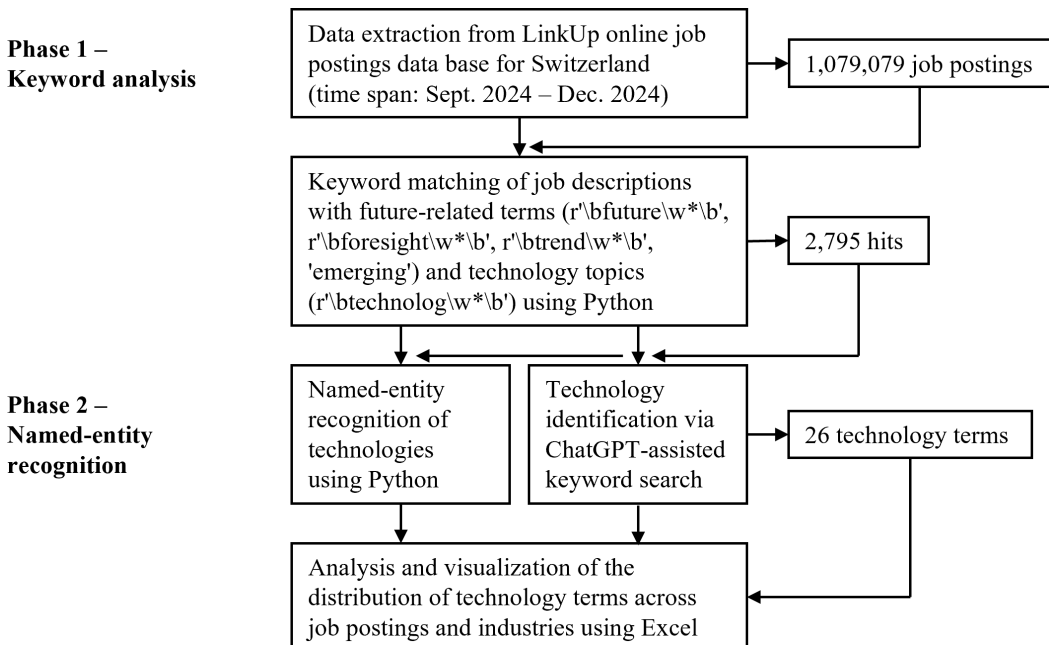 Phase 1 –
Keyword analysis
Data extraction from LinkUp online job
postings data base for Switzerland
(time span: Sept. 2024 – Dec. 2024)
1,079,079 job postings
Keyword matching of job descriptions
with future-related terms (r'\bfuture\w*\b',
r'\bforesight\w*\b', r'\btrend\w*\b',
'emerging') and technology topics
(r'\btechnolog\w*\b') using Python
2,795 hits
Phase 2 –
Named-entity
recognition
Named-entity
recognition of
technologies
using Python
Technology
identification via
ChatGPT-assisted
keyword search
26 technology terms
Analysis and visualization of the
distribution of technology terms across
job postings and industries using Excel